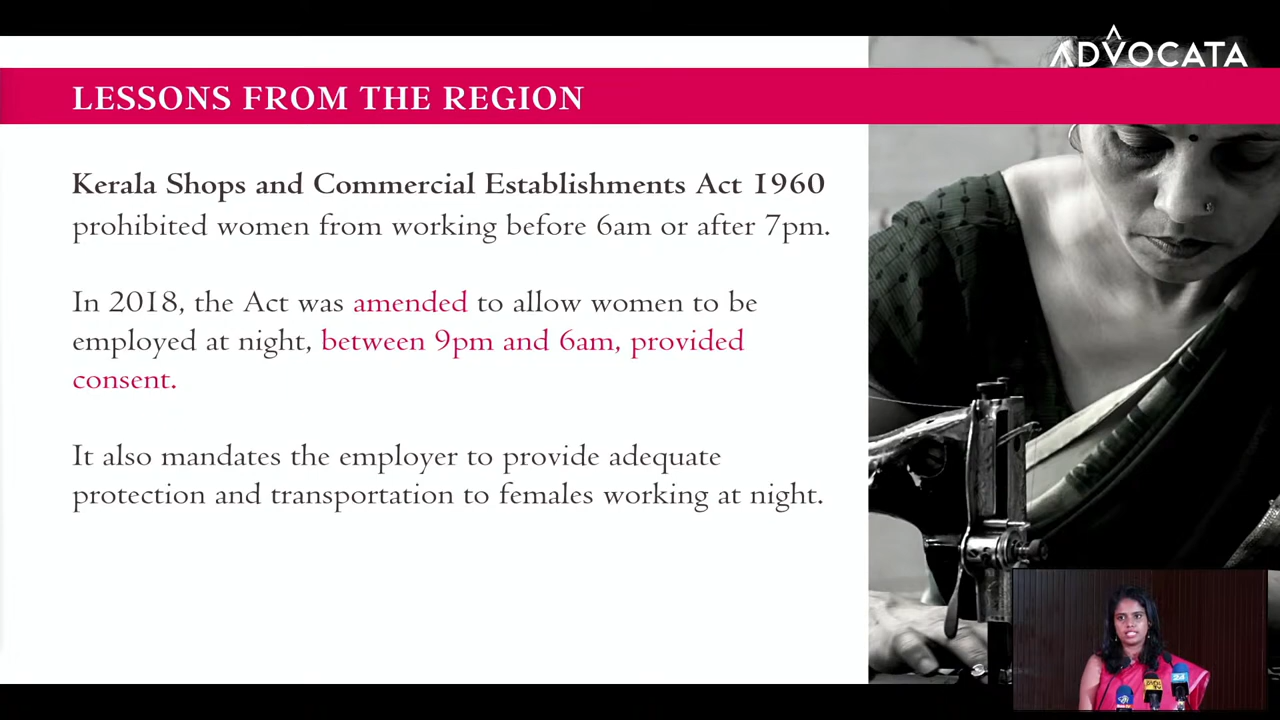 ADVOCATA
LESSONS FROM THE REGION
Kerala Shops and Commercial Establishments Act 1960
prohibited women from working before 6am or after 7pm.
In 2018, the Act was amended to allow women to be
employed at night, between 9pm and 6am, provided
consent.
It also mandates the employer to provide adequate
protection and transportation to females working at night.
24